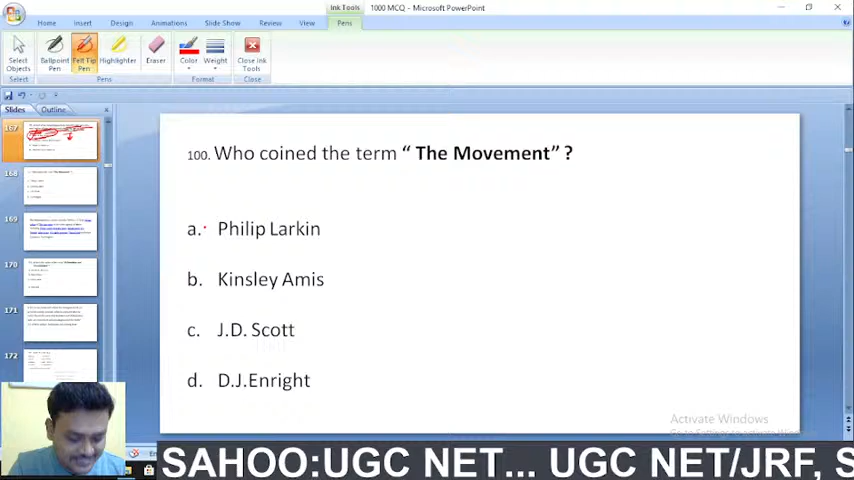 Ink Tools
1000 MCQ - Microsoft PowerPoint
Home Insert Design Animations Slide Show Review View Pens
Select Objects
Ballpoint Pen
Felt Tip Pen
Highlighter
Eraser
Color
Weight
Close Ink Tools
Select Pens Format Close
Slides Outline
167
168
169
170
171
172
100. Who coined the term “ The Movement” ?
a. Philip Larkin
b. Kinsley Amis
c. J.D. Scott
d. D.J.Enright
Activate Windows
SAHOO:UGC NET... UGC NET/JRF, S